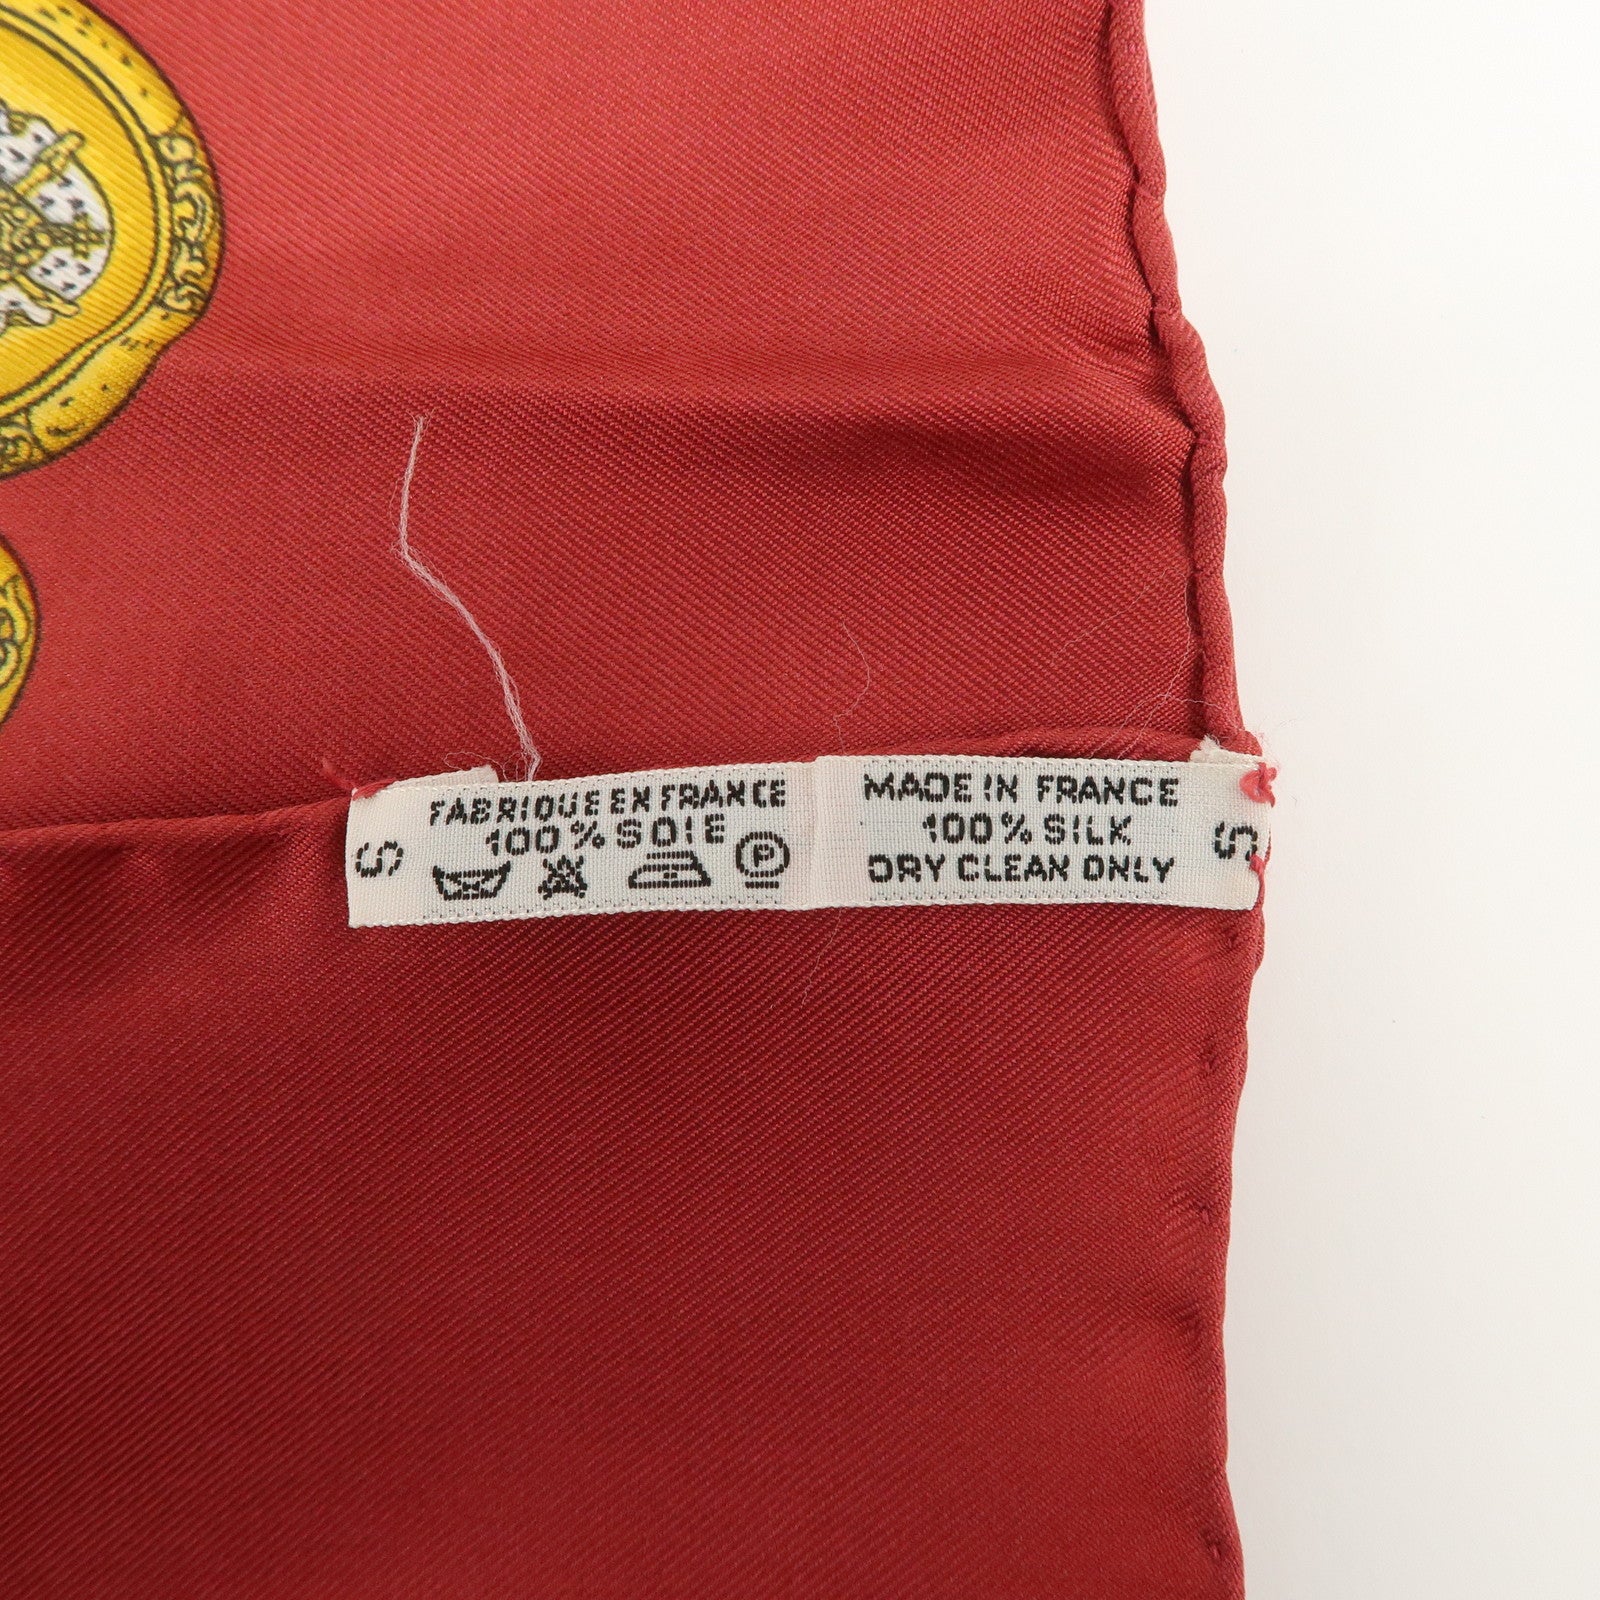 FABRIQUE EN FRANCE
100% SOIE
P
S
MADE IN FRANCE
100% SILK
DRY CLEAN ONLY
S